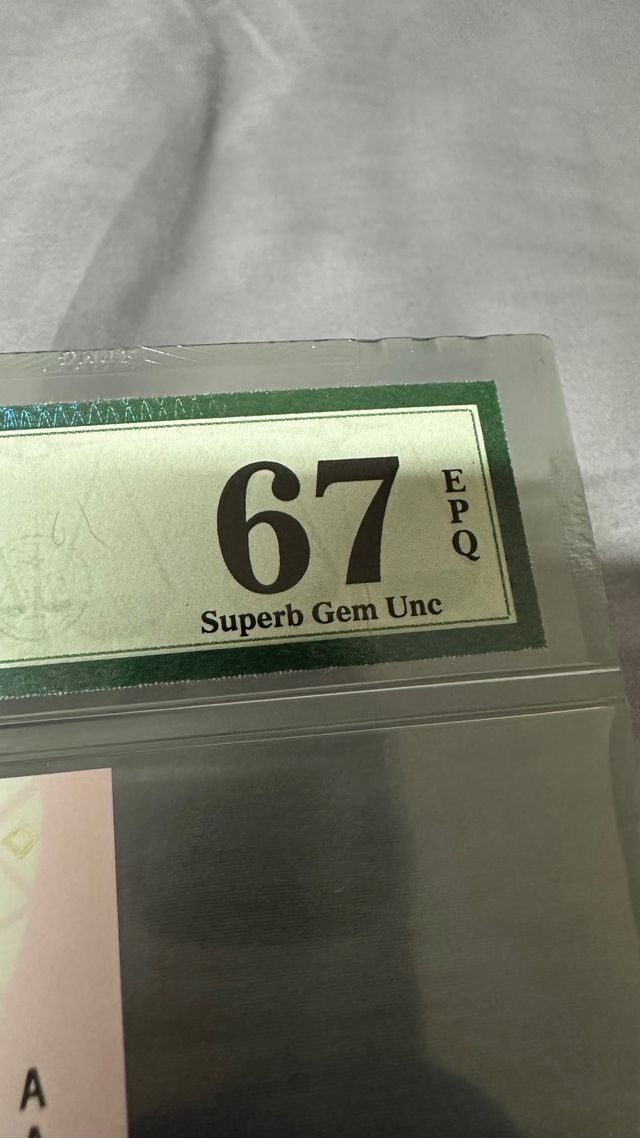 67
EPQ
Superb Gem Unc
A